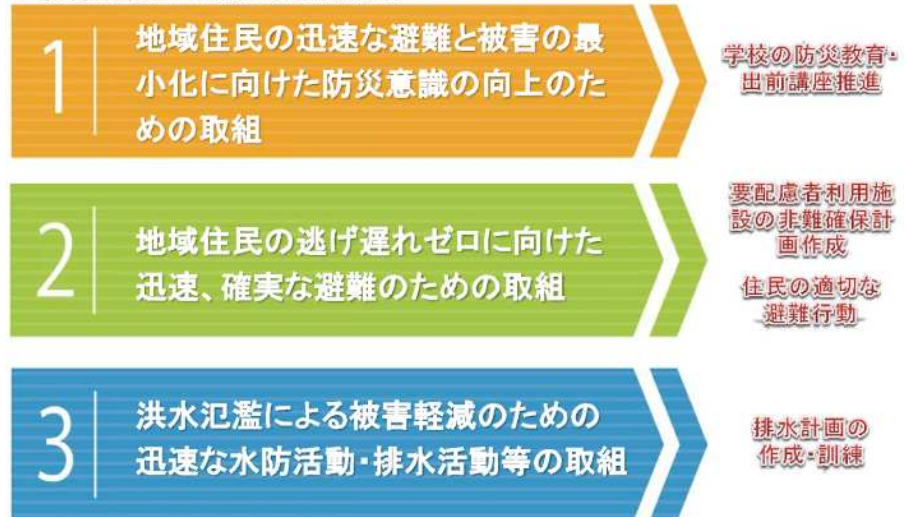 1
地域住民の迅速な避難と被害の最
小化に向けた防災意識の向上のた
めの取組
学校の防災教育・
出前講座推進
2
地域住民の逃げ遅れゼロに向けた
迅速、確実な避難のための取組
要配慮者利用施
設の非難確保計
画作成
住民の適切な
避難行動
3
洪水氾濫による被害軽減のための
迅速な水防活動・排水活動等の取組
排水計画の
作成・訓練